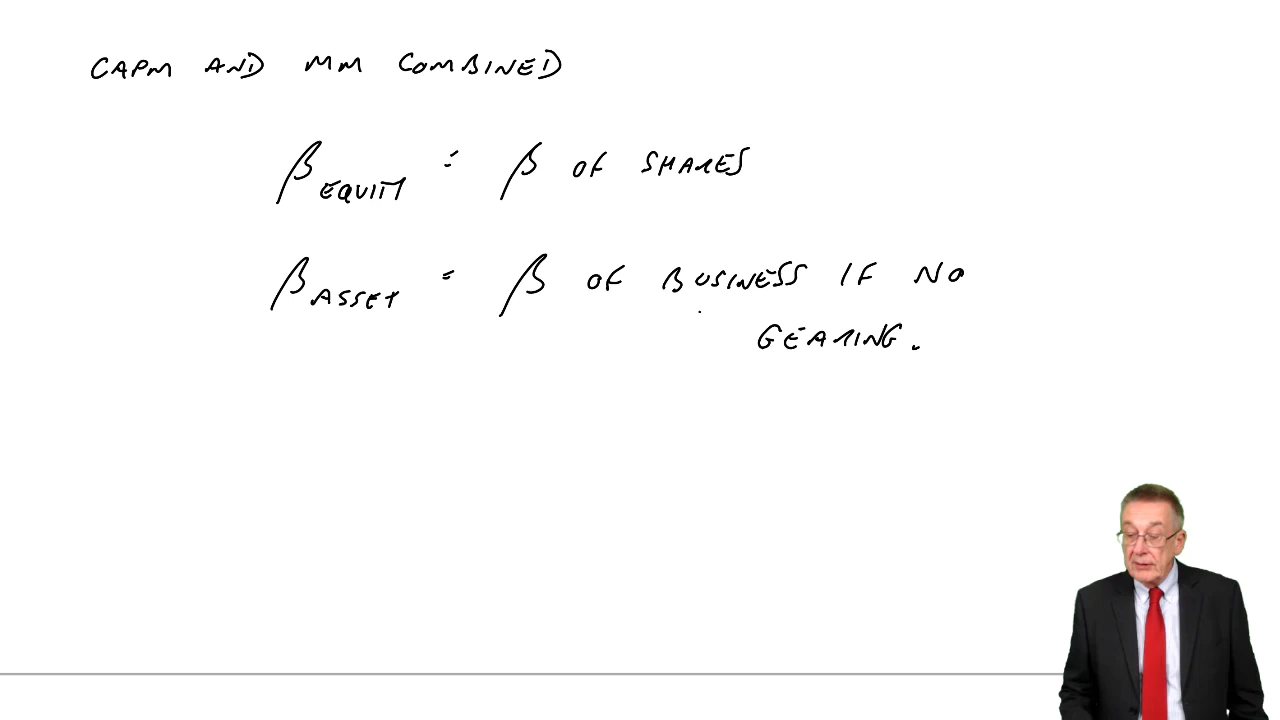 CAPM AND MM COMBINED
β EQUITY = β OF SHARES
β ASSET = β OF BUSINESS IF NO
GEARING.